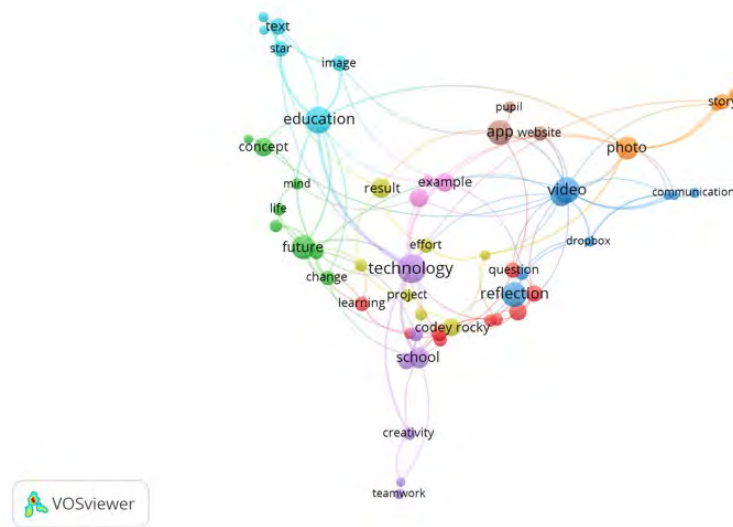 text
star
image
education
pupil
app
website
story
concept
photo
mind
result
example
video
communication
life
future
effort
dropbox
change
technology
question
learning
project
reflection
codey rocky
school
creativity
teamwork
VOSviewer